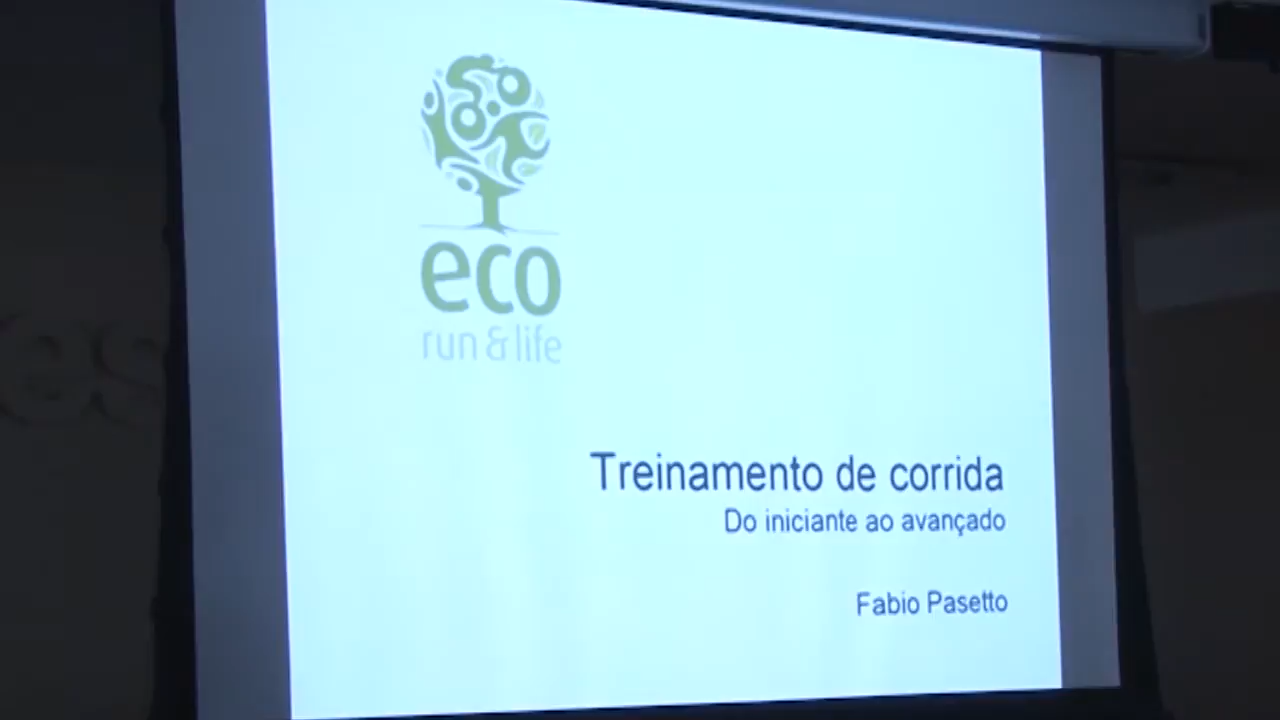 eco
run & life
Treinamento de corrida
Do iniciante ao avançado
Fabio Pasetto